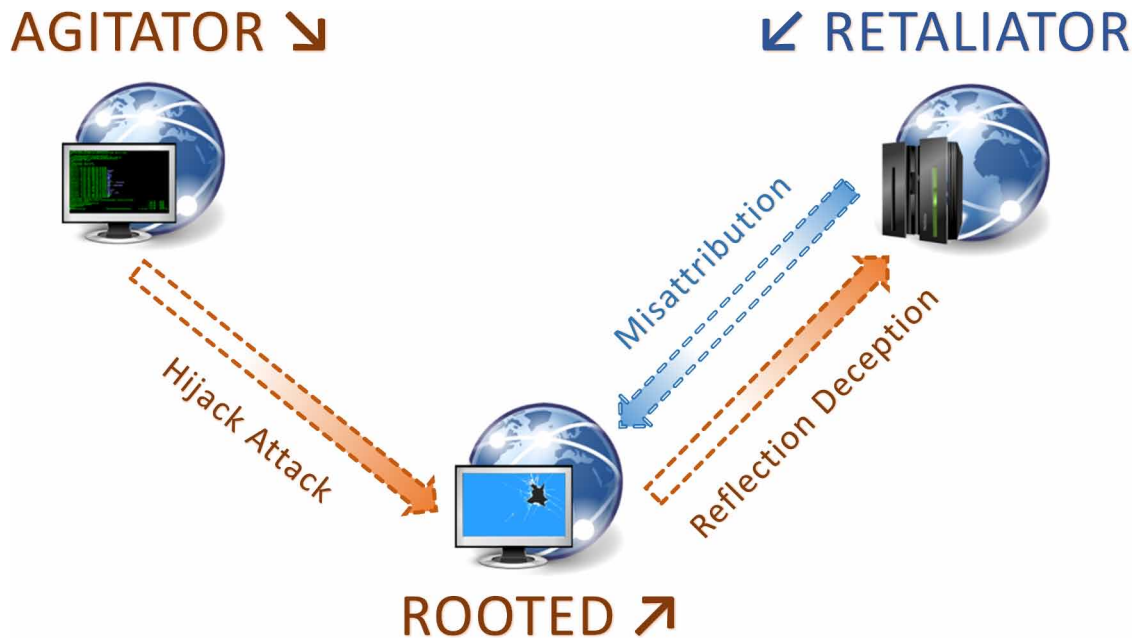 AGITATOR ↘
↙ RETALIATOR
Misattribution
Hijack Attack
Reflection Deception
ROOTED ↗